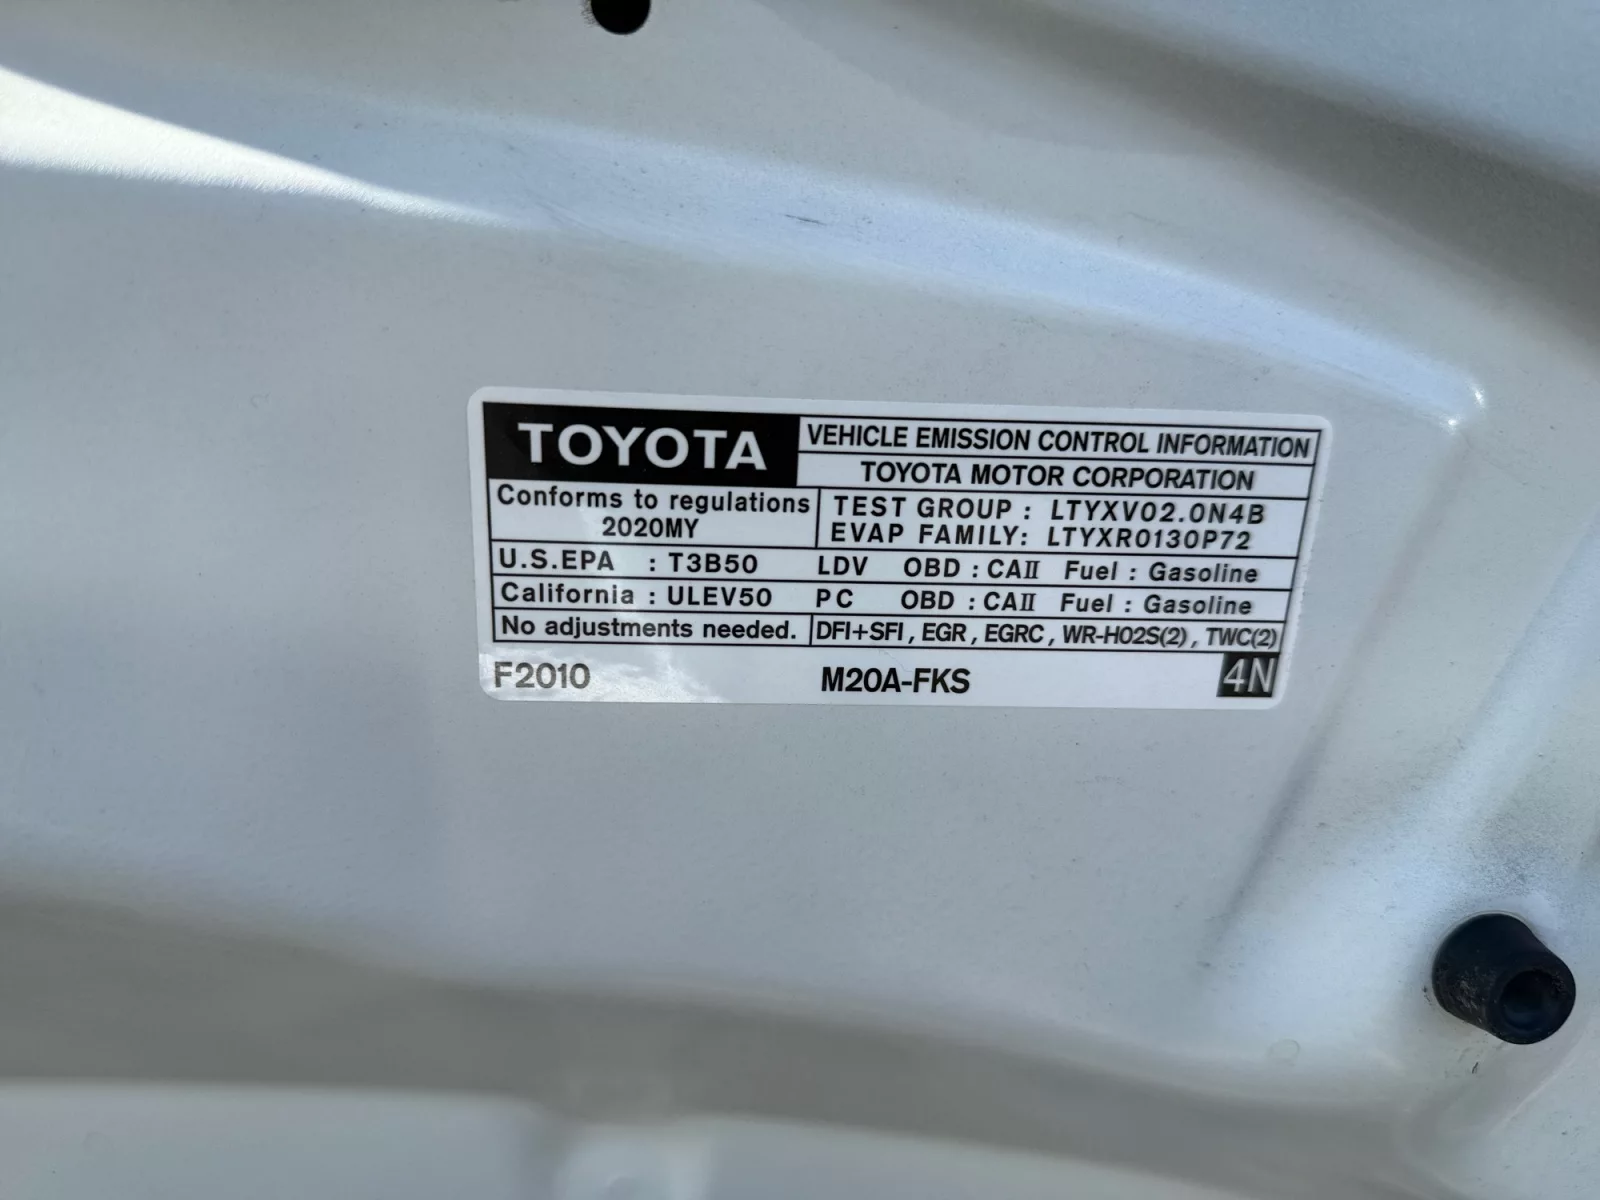 TOYOTA
VEHICLE EMISSION CONTROL INFORMATION
TOYOTA MOTOR CORPORATION
Conforms to regulations
2020MY
TEST GROUP : LTYXV02.0N4B
EVAP FAMILY: LTYXR0130P72
U.S.EPA : T3B50 LDV OBD : CAII Fuel : Gasoline
California : ULEV50 PC OBD : CAII Fuel : Gasoline
No adjustments needed. DFI+SFI, EGR, EGRC, WR-HO2S(2), TWC(2)
F2010 M20A-FKS 4N